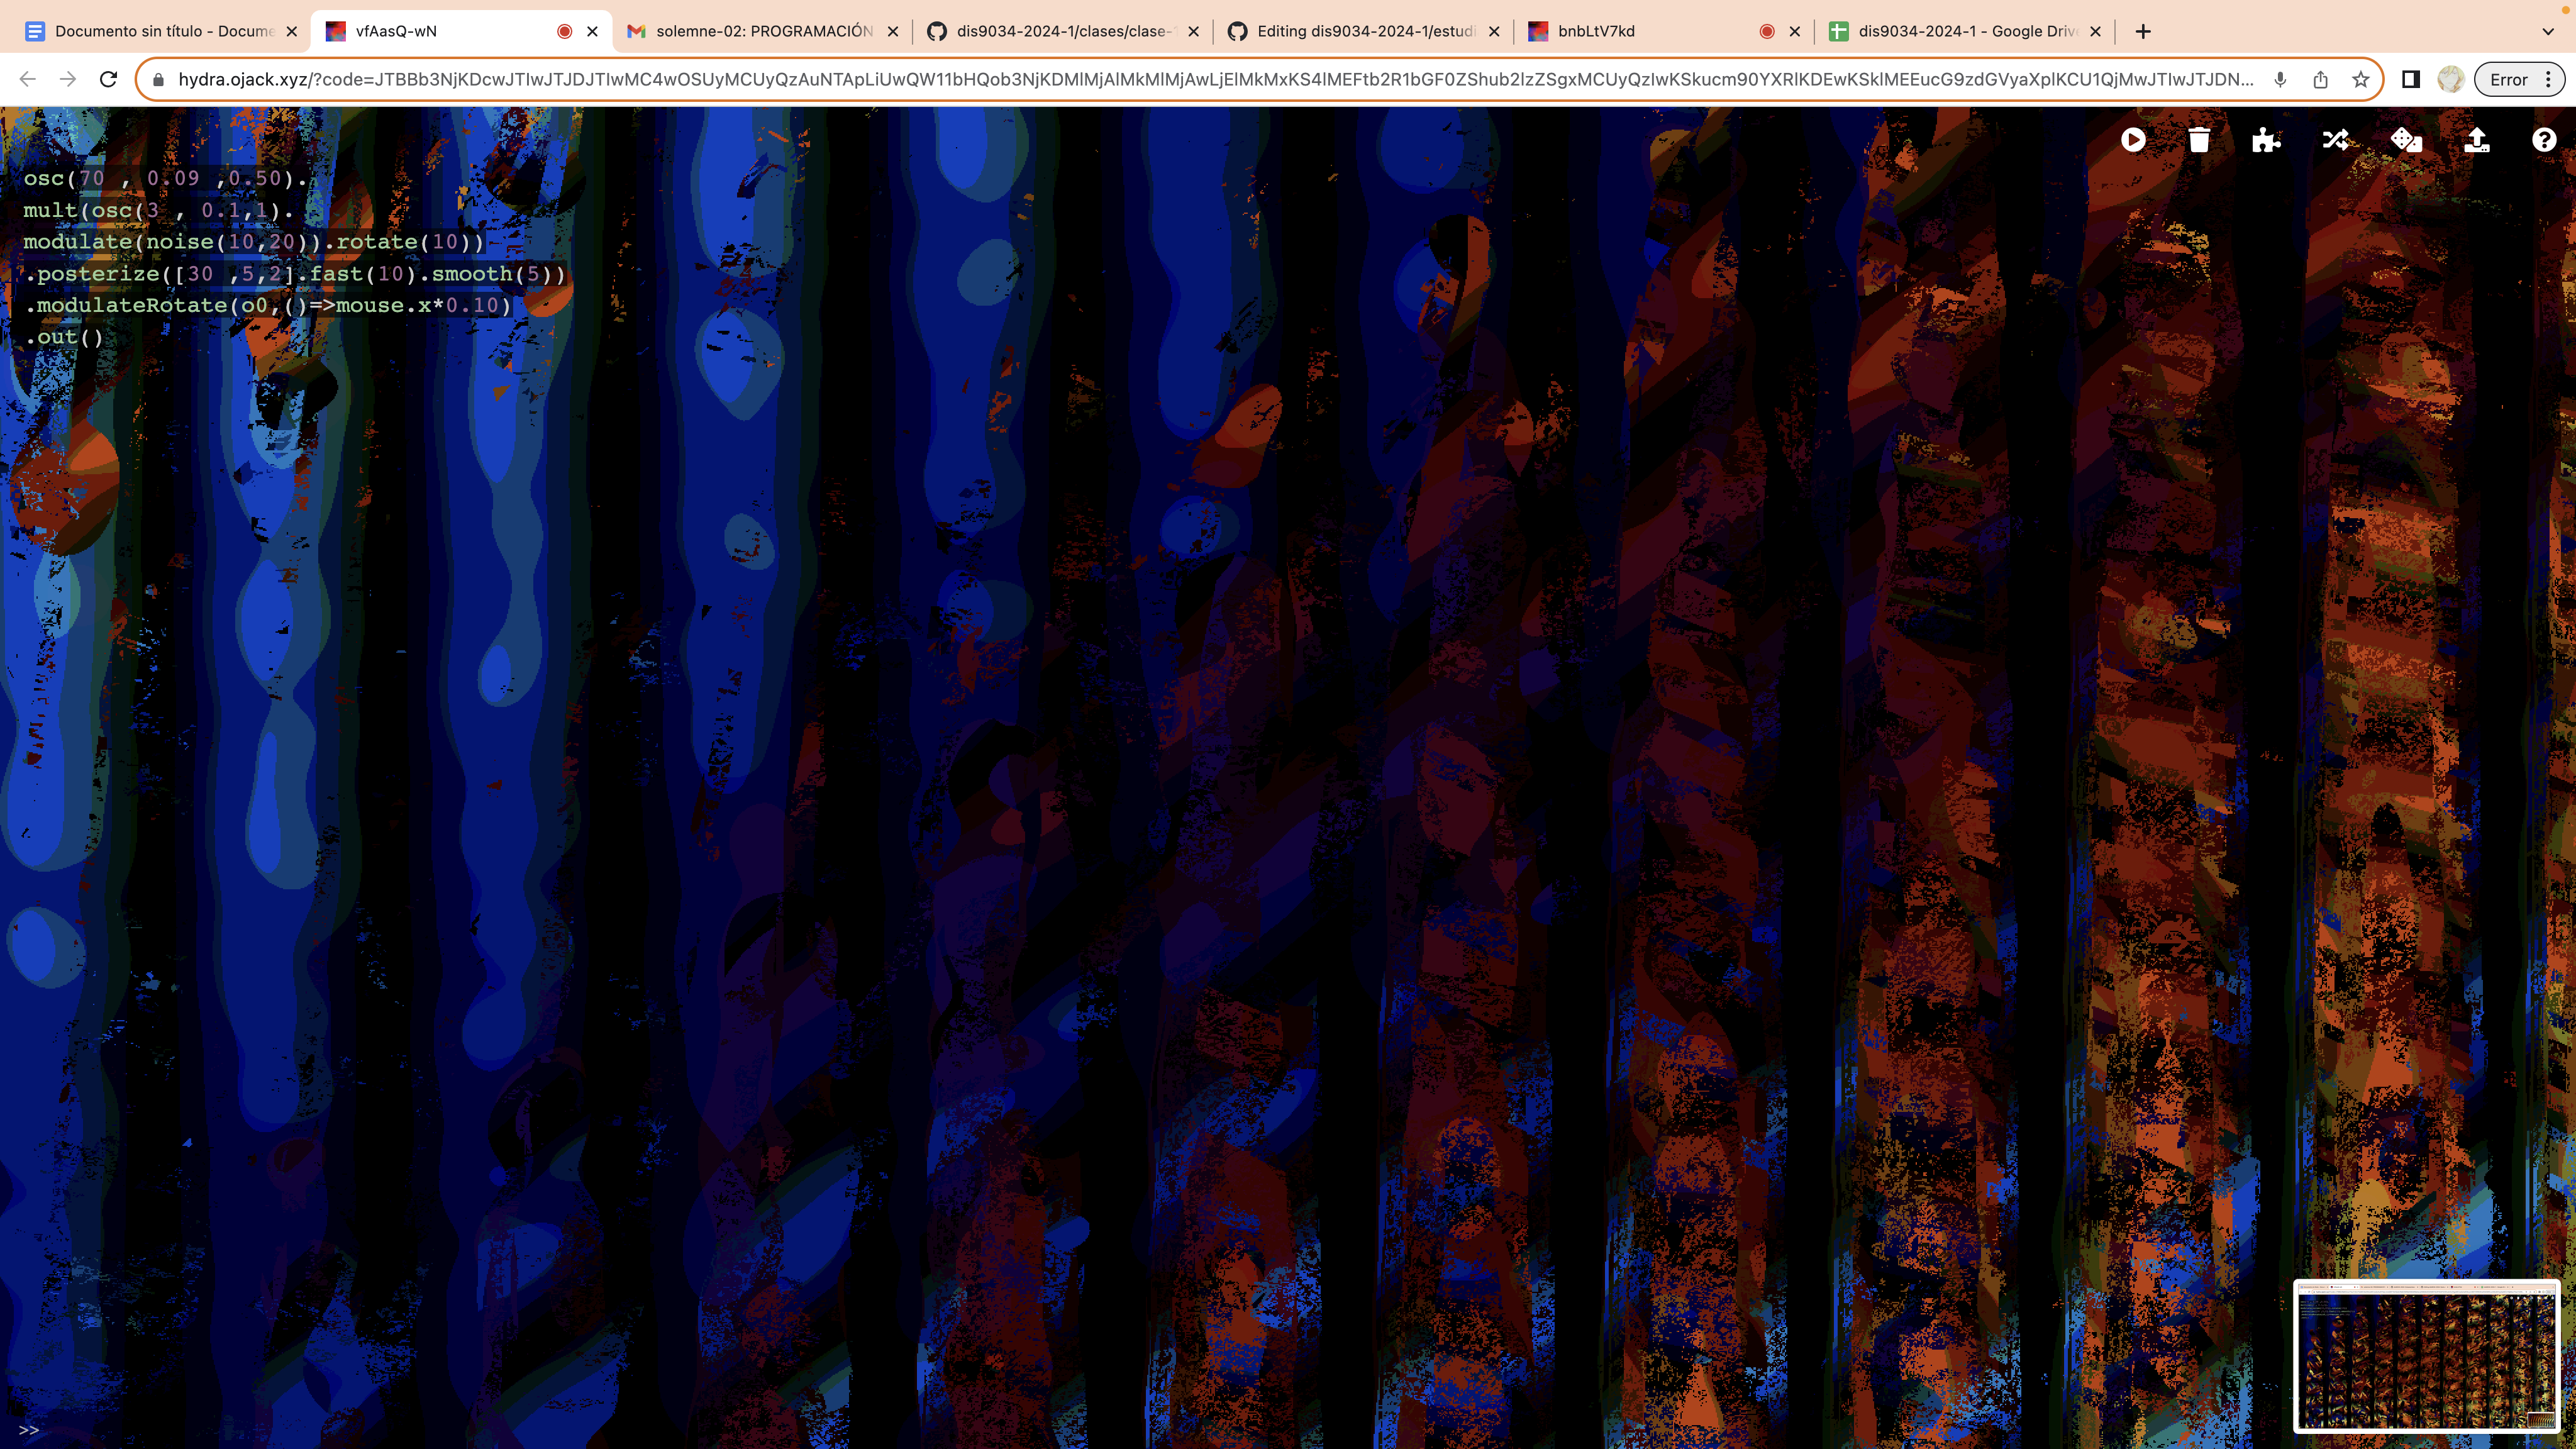 Documento sin título - Docume
vfAasQ-wN
solemne-02: PROGRAMACIÓN
dis9034-2024-1/clases/clase-1
Editing dis9034-2024-1/estudi
bnbLtV7kd
dis9034-2024-1 - Google Drive
hydra.ojack.xyz/?code=JTBBb3NjKDcwJTIwJTJDJTIwMC4wOSUyMCUyQzAuNTApLiUwQW11bHQob3NjKDMlMjAlMkMlMjAwLjElMkMxKS4lMEFtb2R1bGF0ZShub2lzZSgxMCUyQzIwKSkucm90YXRlKDEwKSklMEEucG9zdGVyaXplKCU1QjMwJTIwJTJDN...
Error
osc(70 , 0.09 ,0.50).
mult(osc(3 , 0.1,1).
modulate(noise(10,20)).rotate(10))
.posterize([30 ,5,2].fast(10).smooth(5))
.modulateRotate(o0,()=>mouse.x*0.10)
.out()
>>